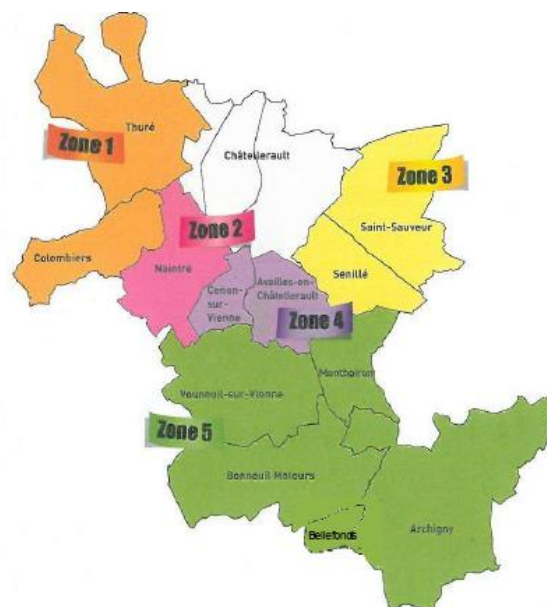 Thuré
Zone 1
Châtellerault
Zone 3
Saint-Sauveur
Zone 2
Colombiers
Naintré
Senillé
Cenon-
sur-
Vienne
Availles-en-
Châtellerault
Zone 4
Monthoiron
Vouneuil-sur-Vienne
Zone 5
Bonneuil Matours
Archigny
Bellefonds